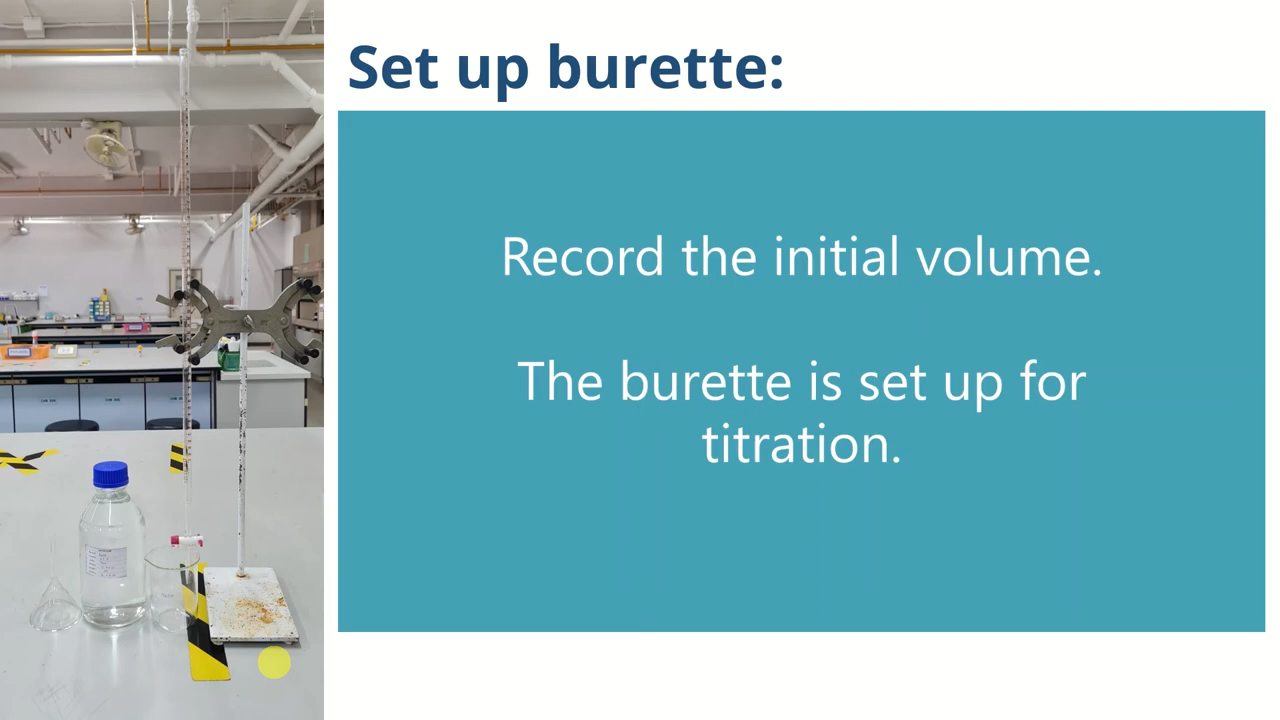 Set up burette:
Record the initial volume.
The burette is set up for
titration.